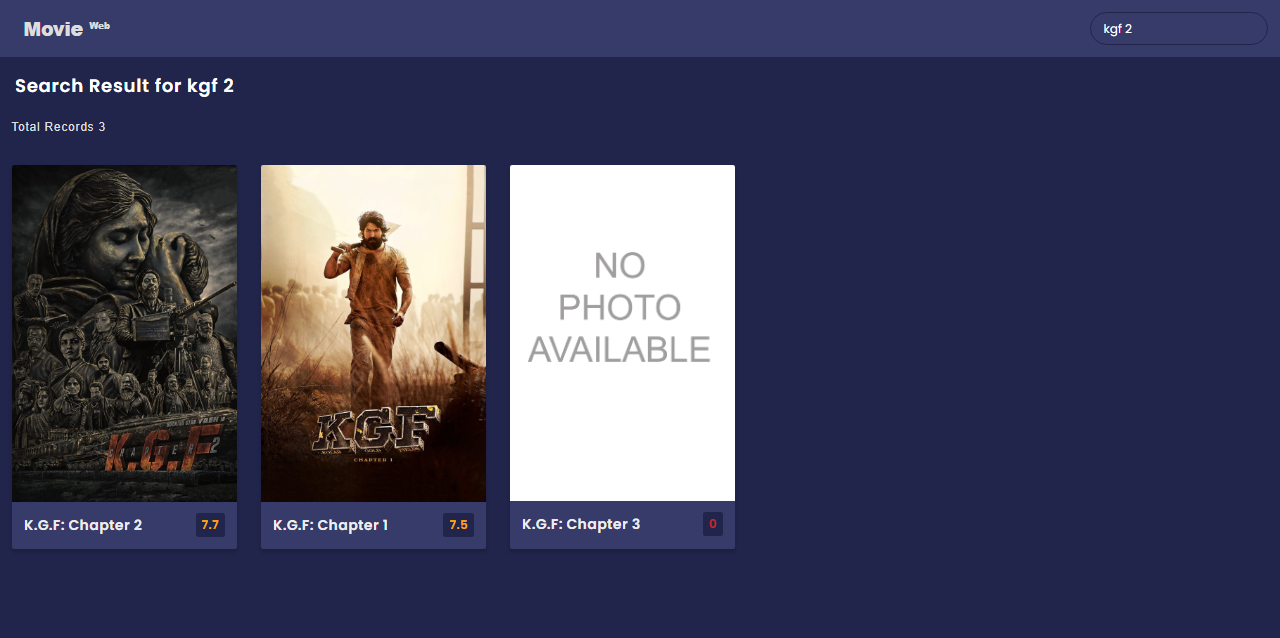 Movie Web
kgf 2
Search Result for kgf 2
Total Records 3
K.G.F 2
KGF
CHAPTER 1
NO
PHOTO
AVAILABLE
K.G.F: Chapter 2
7.7
K.G.F: Chapter 1
7.5
K.G.F: Chapter 3
0